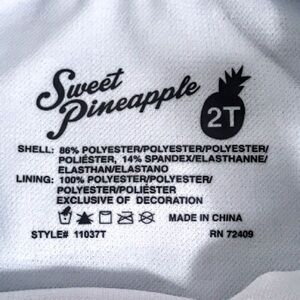 Sweet
Pineapple
2T
SHELL: 86% POLYESTER/POLYESTER/POLYESTER/
POLIÉSTER, 14% SPANDEX/ELASTHANNE/
ELASTHAN/ELASTANO
LINING: 100% POLYESTER/POLYESTER/
POLYESTER/POLIÉSTER
EXCLUSIVE OF DECORATION
MADE IN CHINA
STYLE# 11037T
RN 72409